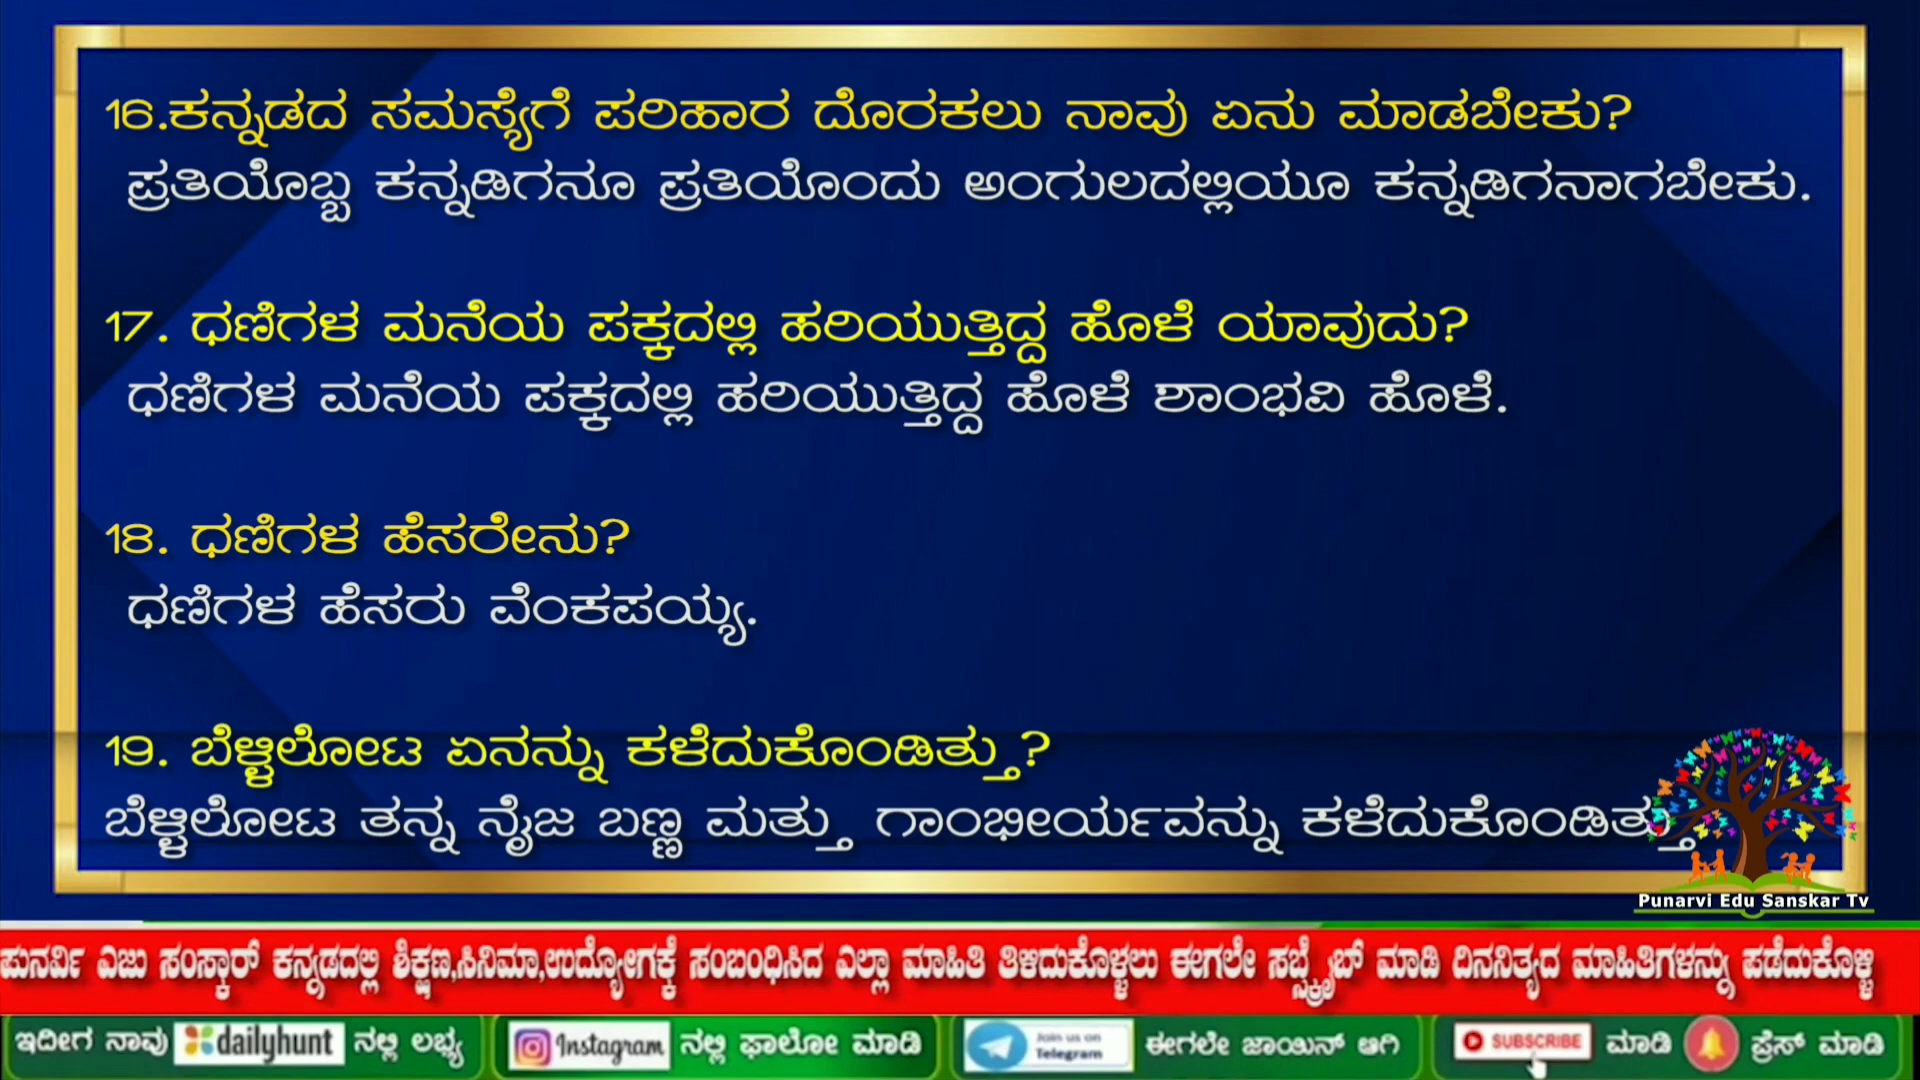 16.ಕನ್ನಡದ ಸಮಸ್ಯೆಗೆ ಪರಿಹಾರ ದೊರಕಲು ನಾವು ಏನು ಮಾಡಬೇಕು?
ಪ್ರತಿಯೊಬ್ಬ ಕನ್ನಡಿಗನೂ ಪ್ರತಿಯೊಂದು ಅಂಗುಲದಲ್ಲಿಯೂ ಕನ್ನಡಿಗನಾಗಬೇಕು.
17. ಧಣಿಗಳ ಮನೆಯ ಪಕ್ಕದಲ್ಲಿ ಹರಿಯುತ್ತಿದ್ದ ಹೊಳೆ ಯಾವುದು?
ಧಣಿಗಳ ಮನೆಯ ಪಕ್ಕದಲ್ಲಿ ಹರಿಯುತ್ತಿದ್ದ ಹೊಳೆ ಶಾಂಭವಿ ಹೊಳೆ.
18. ಧಣಿಗಳ ಹೆಸರೇನು?
ಧಣಿಗಳ ಹೆಸರು ವೆಂಕಪಯ್ಯ.
19. ಬೆಳ್ಳಿಲೋಟ ಏನನ್ನು ಕಳೆದುಕೊಂಡಿತ್ತು?
ಬೆಳ್ಳಿಲೋಟ ತನ್ನ ನೈಜ ಬಣ್ಣ ಮತ್ತು ಗಾಂಭೀರ್ಯವನ್ನು ಕಳೆದುಕೊಂಡಿತ್ತು
Punarvi Edu Sanskar Tv
ಪುನರ್ವಿ ಎಜು ಸಂಸ್ಕಾರ್ ಕನ್ನಡದಲ್ಲಿ ಶಿಕ್ಷಣ,ಸಿನಿಮಾ,ಉದ್ಯೋಗಕ್ಕೆ ಸಂಬಂಧಿಸಿದ ಎಲ್ಲಾ ಮಾಹಿತಿ ತಿಳಿದುಕೊಳ್ಳಲು ಈಗಲೇ ಸಬ್ಸ್ಕ್ರೈಬ್ ಮಾಡಿ ದಿನನಿತ್ಯದ ಮಾಹಿತಿಗಳನ್ನು ಪಡೆದುಕೊಳ್ಳಿ
ಇದೀಗ ನಾವು dailyhunt ನಲ್ಲಿ ಲಭ್ಯ Instagram ನಲ್ಲಿ ಫಾಲೋ ಮಾಡಿ Join us on Telegram ಈಗಲೇ ಜಾಯಿನ್ ಆಗಿ SUBSCRIBE ಮಾಡಿ ಪ್ರೆಸ್ ಮಾಡಿ